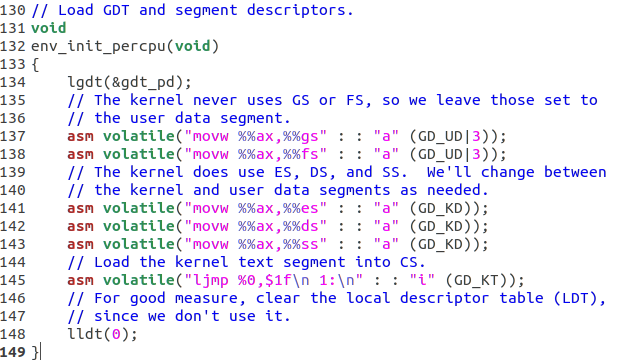 130 // Load GDT and segment descriptors.
131 void
132 env_init_percpu(void)
133 {
134     lgdt(&gdt_pd);
135     // The kernel never uses GS or FS, so we leave those set to
136     // the user data segment.
137     asm volatile("movw %%ax,%%gs" : : "a" (GD_UD|3));
138     asm volatile("movw %%ax,%%fs" : : "a" (GD_UD|3));
139     // The kernel does use ES, DS, and SS.  We'll change between
140     // the kernel and user data segments as needed.
141     asm volatile("movw %%ax,%%es" : : "a" (GD_KD));
142     asm volatile("movw %%ax,%%ds" : : "a" (GD_KD));
143     asm volatile("movw %%ax,%%ss" : : "a" (GD_KD));
144     // Load the kernel text segment into CS.
145     asm volatile("ljmp %0,$1f\n 1:\n" : : "i" (GD_KT));
146     // For good measure, clear the local descriptor table (LDT),
147     // since we don't use it.
148     lldt(0);
149 }